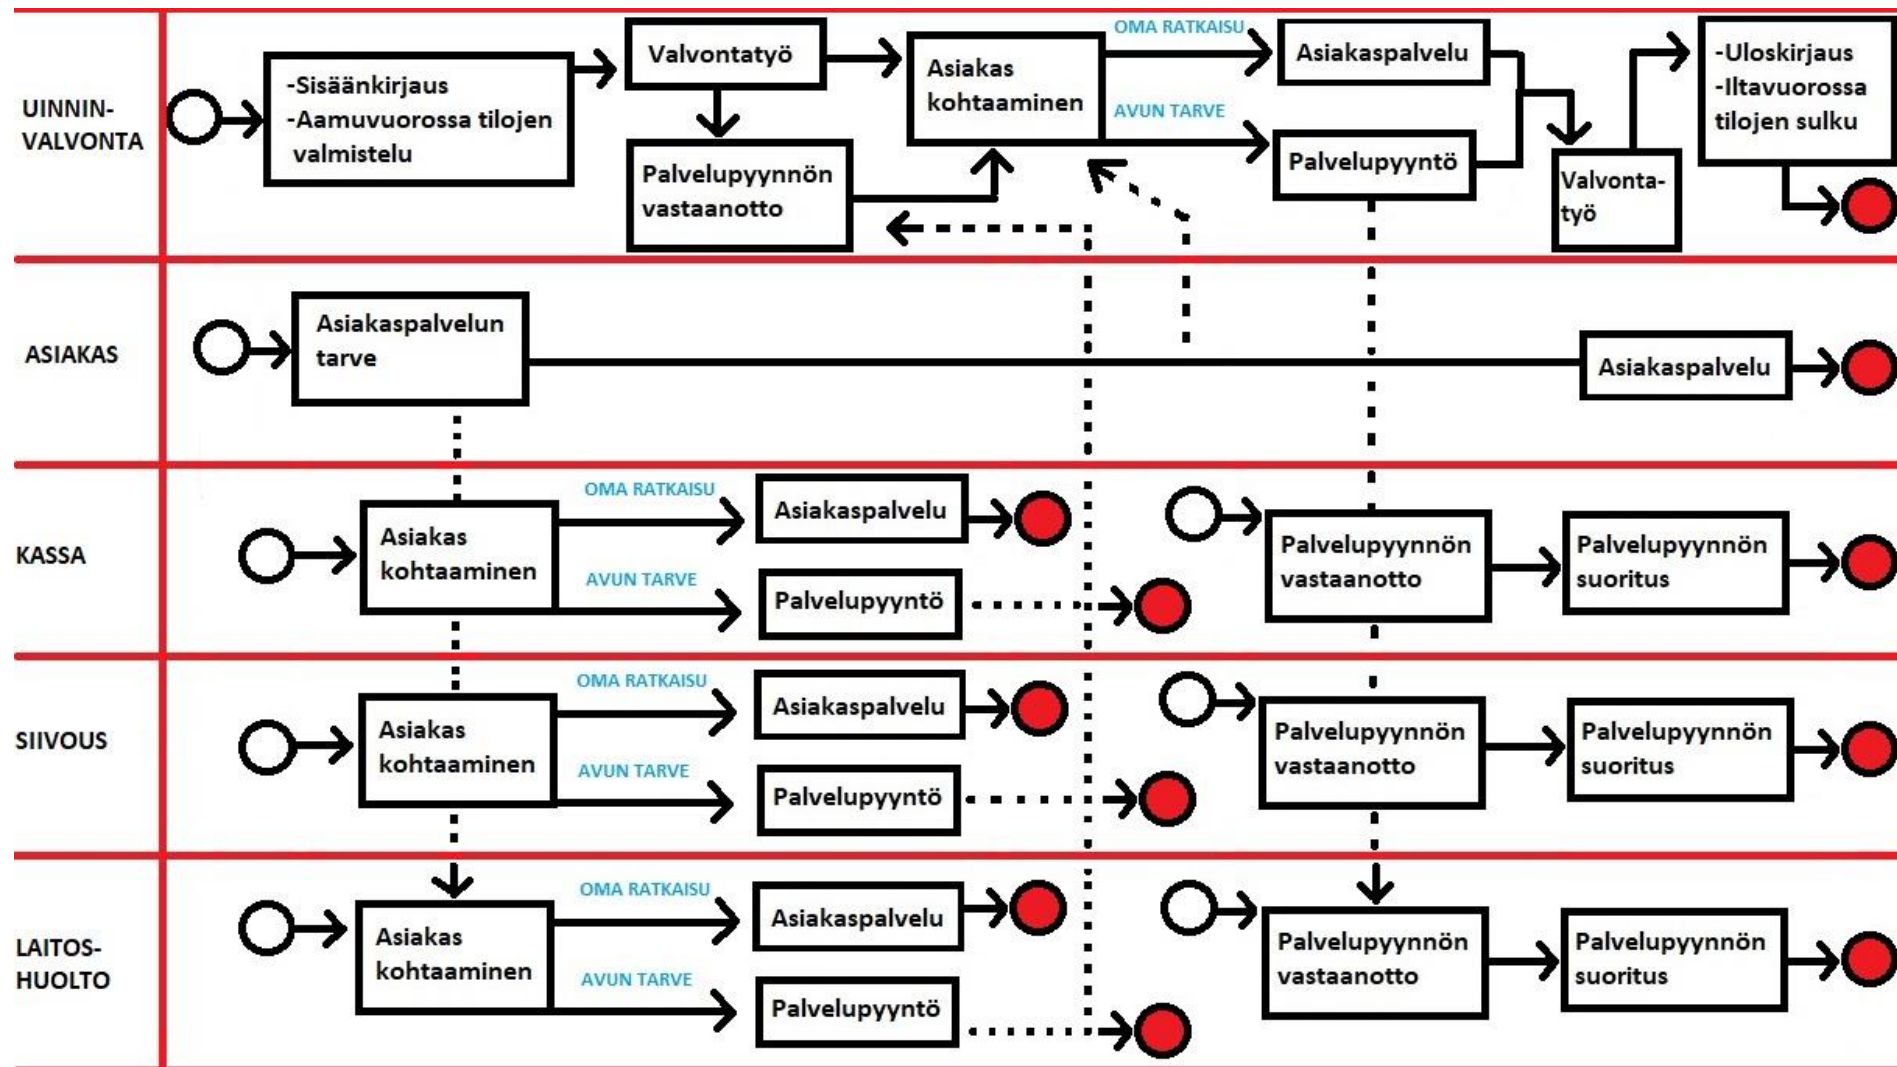 UINNIN-
VALVONTA
-Sisäänkirjaus
-Aamuvuorossa tilojen
valmistelu
Valvontatyö
Palvelupyynnön
vastaanotto
Asiakas
kohtaaminen
OMA RATKAISU
AVUN TARVE
Asiakaspalvelu
Palvelupyyntö
Valvonta-
työ
-Uloskirjaus
-Iltavuorossa
tilojen sulku
ASIAKAS
Asiakaspalvelun
tarve
Asiakaspalvelu
KASSA
Asiakas
kohtaaminen
OMA RATKAISU
AVUN TARVE
Asiakaspalvelu
Palvelupyyntö
Palvelupyynnön
vastaanotto
Palvelupyynnön
suoritus
SIIVOUS
Asiakas
kohtaaminen
OMA RATKAISU
AVUN TARVE
Asiakaspalvelu
Palvelupyyntö
Palvelupyynnön
vastaanotto
Palvelupyynnön
suoritus
LAITOS-
HUOLTO
Asiakas
kohtaaminen
OMA RATKAISU
AVUN TARVE
Asiakaspalvelu
Palvelupyyntö
Palvelupyynnön
vastaanotto
Palvelupyynnön
suoritus